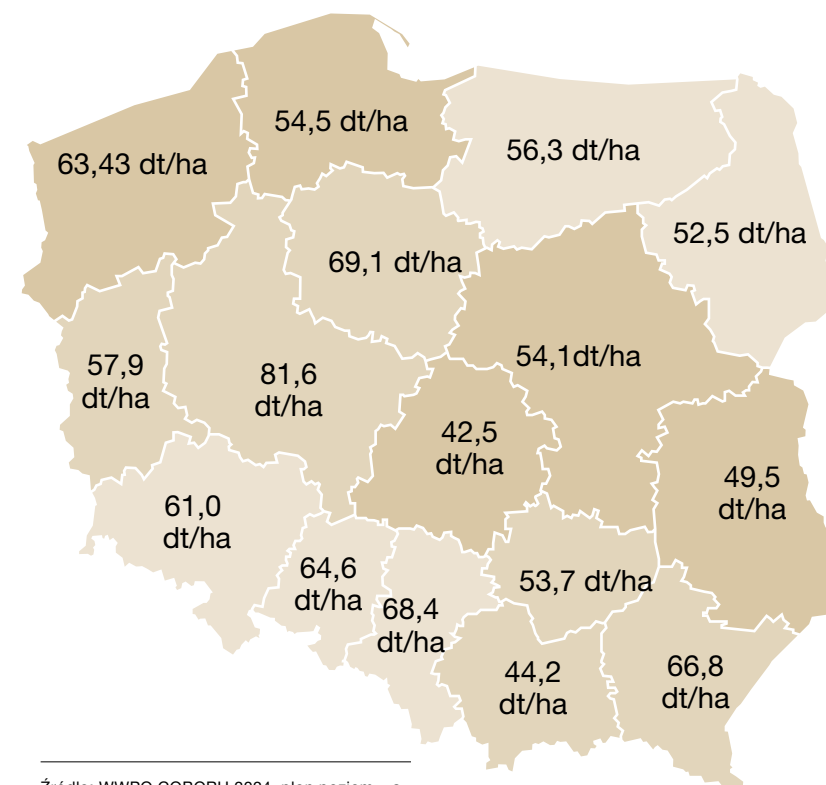 54,5 dt/ha
63,43 dt/ha
56,3 dt/ha
52,5 dt/ha
69,1 dt/ha
54,1dt/ha
57,9
dt/ha
81,6
dt/ha
42,5
dt/ha
49,5
dt/ha
61,0
dt/ha
64,6
dt/ha
68,4
dt/ha
53,7 dt/ha
44,2
dt/ha
66,8
dt/ha